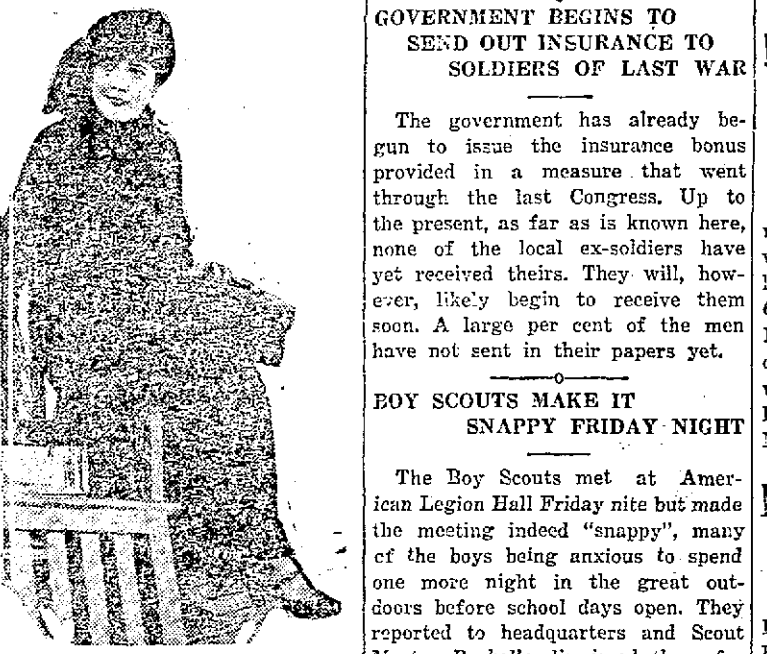 GOVERNMENT BEGINS TO
SEND OUT INSURANCE TO
SOLDIERS OF LAST WAR
The government has already be-
gun to issue the insurance bonus
provided in a measure that went
through the last Congress. Up to
the present, as far as is known here,
none of the local ex-soldiers have
yet received theirs. They will, how-
ever, likely begin to receive them
soon. A large per cent of the men
have not sent in their papers yet.
BOY SCOUTS MAKE IT
SNAPPY FRIDAY NIGHT
The Boy Scouts met at Amer-
ican Legion Hall Friday nite but made
the meeting indeed "snappy", many
of the boys being anxious to spend
one more night in the great out-
doors before school days open. They
reported to headquarters and Scout